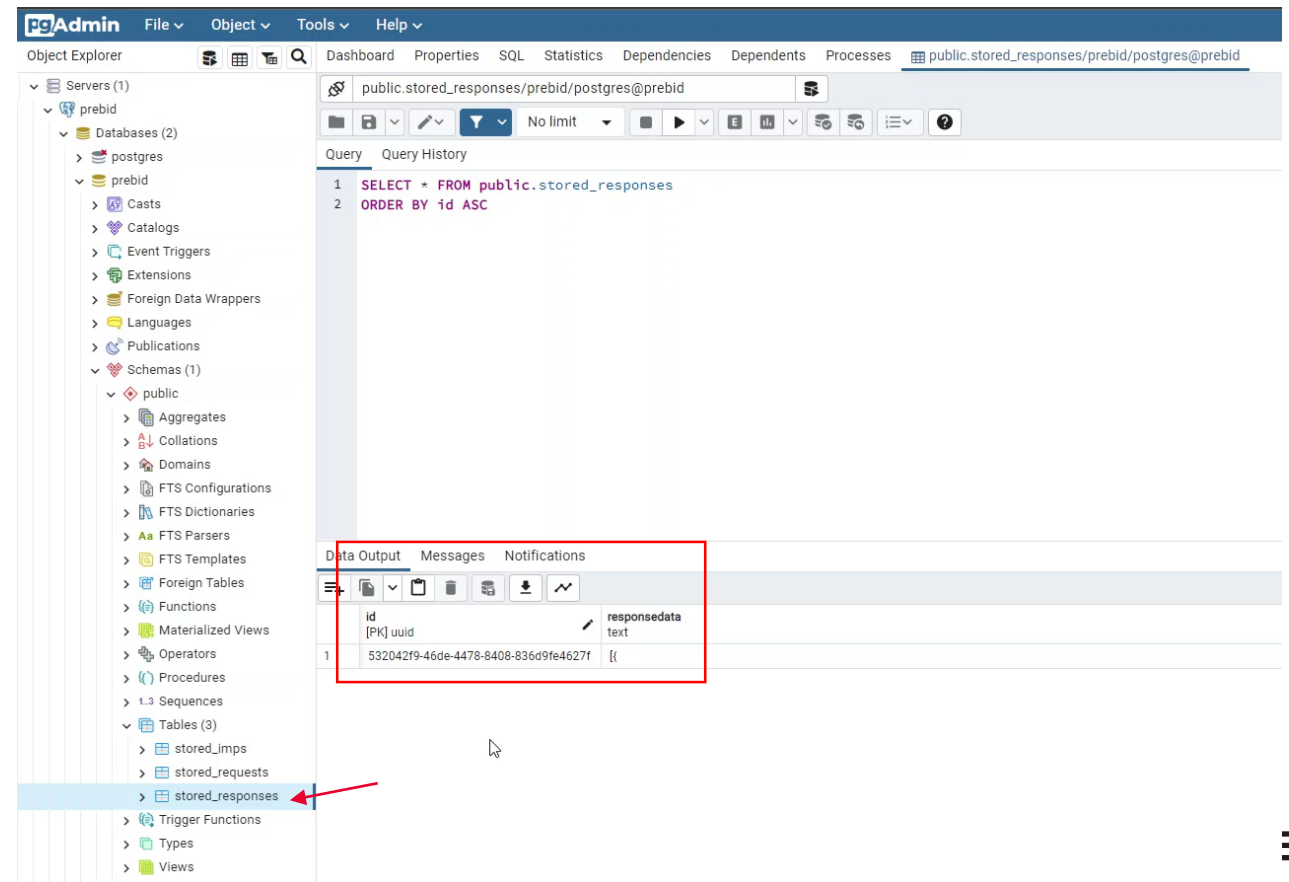 pgAdmin File Object Tools Help
Object Explorer
Dashboard Properties SQL Statistics Dependencies Dependents Processes public.stored_responses/prebid/postgres@prebid
Servers (1)
prebid
Databases (2)
postgres
prebid
Casts
Catalogs
Event Triggers
Extensions
Foreign Data Wrappers
Languages
Publications
Schemas (1)
public
Aggregates
Collations
Domains
FTS Configurations
FTS Dictionaries
Aa FTS Parsers
FTS Templates
Foreign Tables
Functions
Materialized Views
Operators
Procedures
1..3 Sequences
Tables (3)
stored_imps
stored_requests
stored_responses
Trigger Functions
Types
Views
public.stored_responses/prebid/postgres@prebid
No limit E
Query Query History
1 SELECT * FROM public.stored_responses
2 ORDER BY id ASC
Data Output Messages Notifications
id responsedata
[PK] uuid text
1 532042f9-46de-4478-8408-836d9fe4627f [{